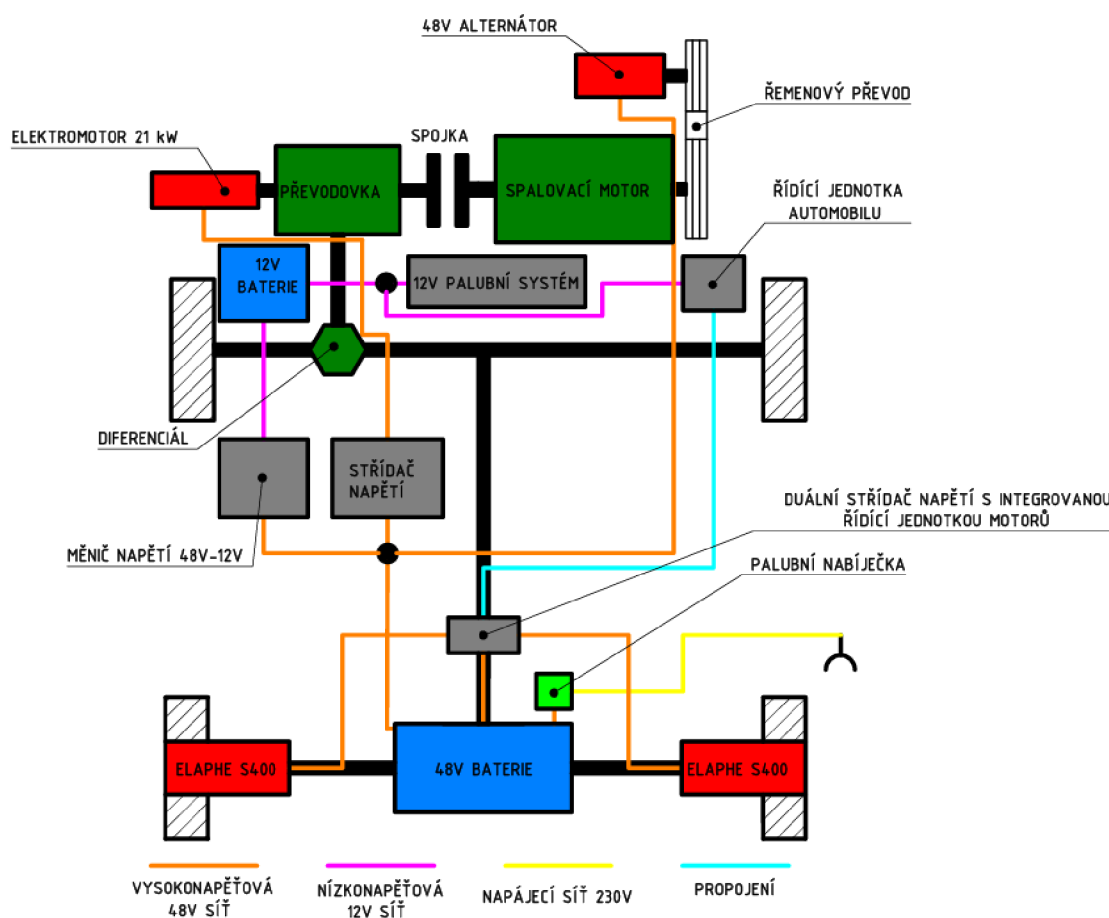 48V ALTERNÁTOR
ŘEMENOVÝ PŘEVOD
ELEKTROMOTOR 21 kW
SPOJKA
PŘEVODOVKA
SPALOVACÍ MOTOR
ŘÍDÍCÍ JEDNOTKA
AUTOMOBILU
12V
BATERIE
12V PALUBNÍ SYSTÉM
DIFERENCIÁL
STŘÍDAČ
NAPĚTÍ
DUÁLNÍ STŘÍDAČ NAPĚTÍ S INTEGROVANOU
ŘÍDÍCÍ JEDNOTKOU MOTORŮ
MĚNIČ NAPĚTÍ 48V-12V
PALUBNÍ NABÍJEČKA
ELAPHE S400
48V BATERIE
ELAPHE S400
VYSOKONAPĚŤOVÁ
48V SÍŤ
NÍZKONAPĚŤOVÁ
12V SÍŤ
NAPÁJECÍ SÍŤ 230V
PROPOJENÍ